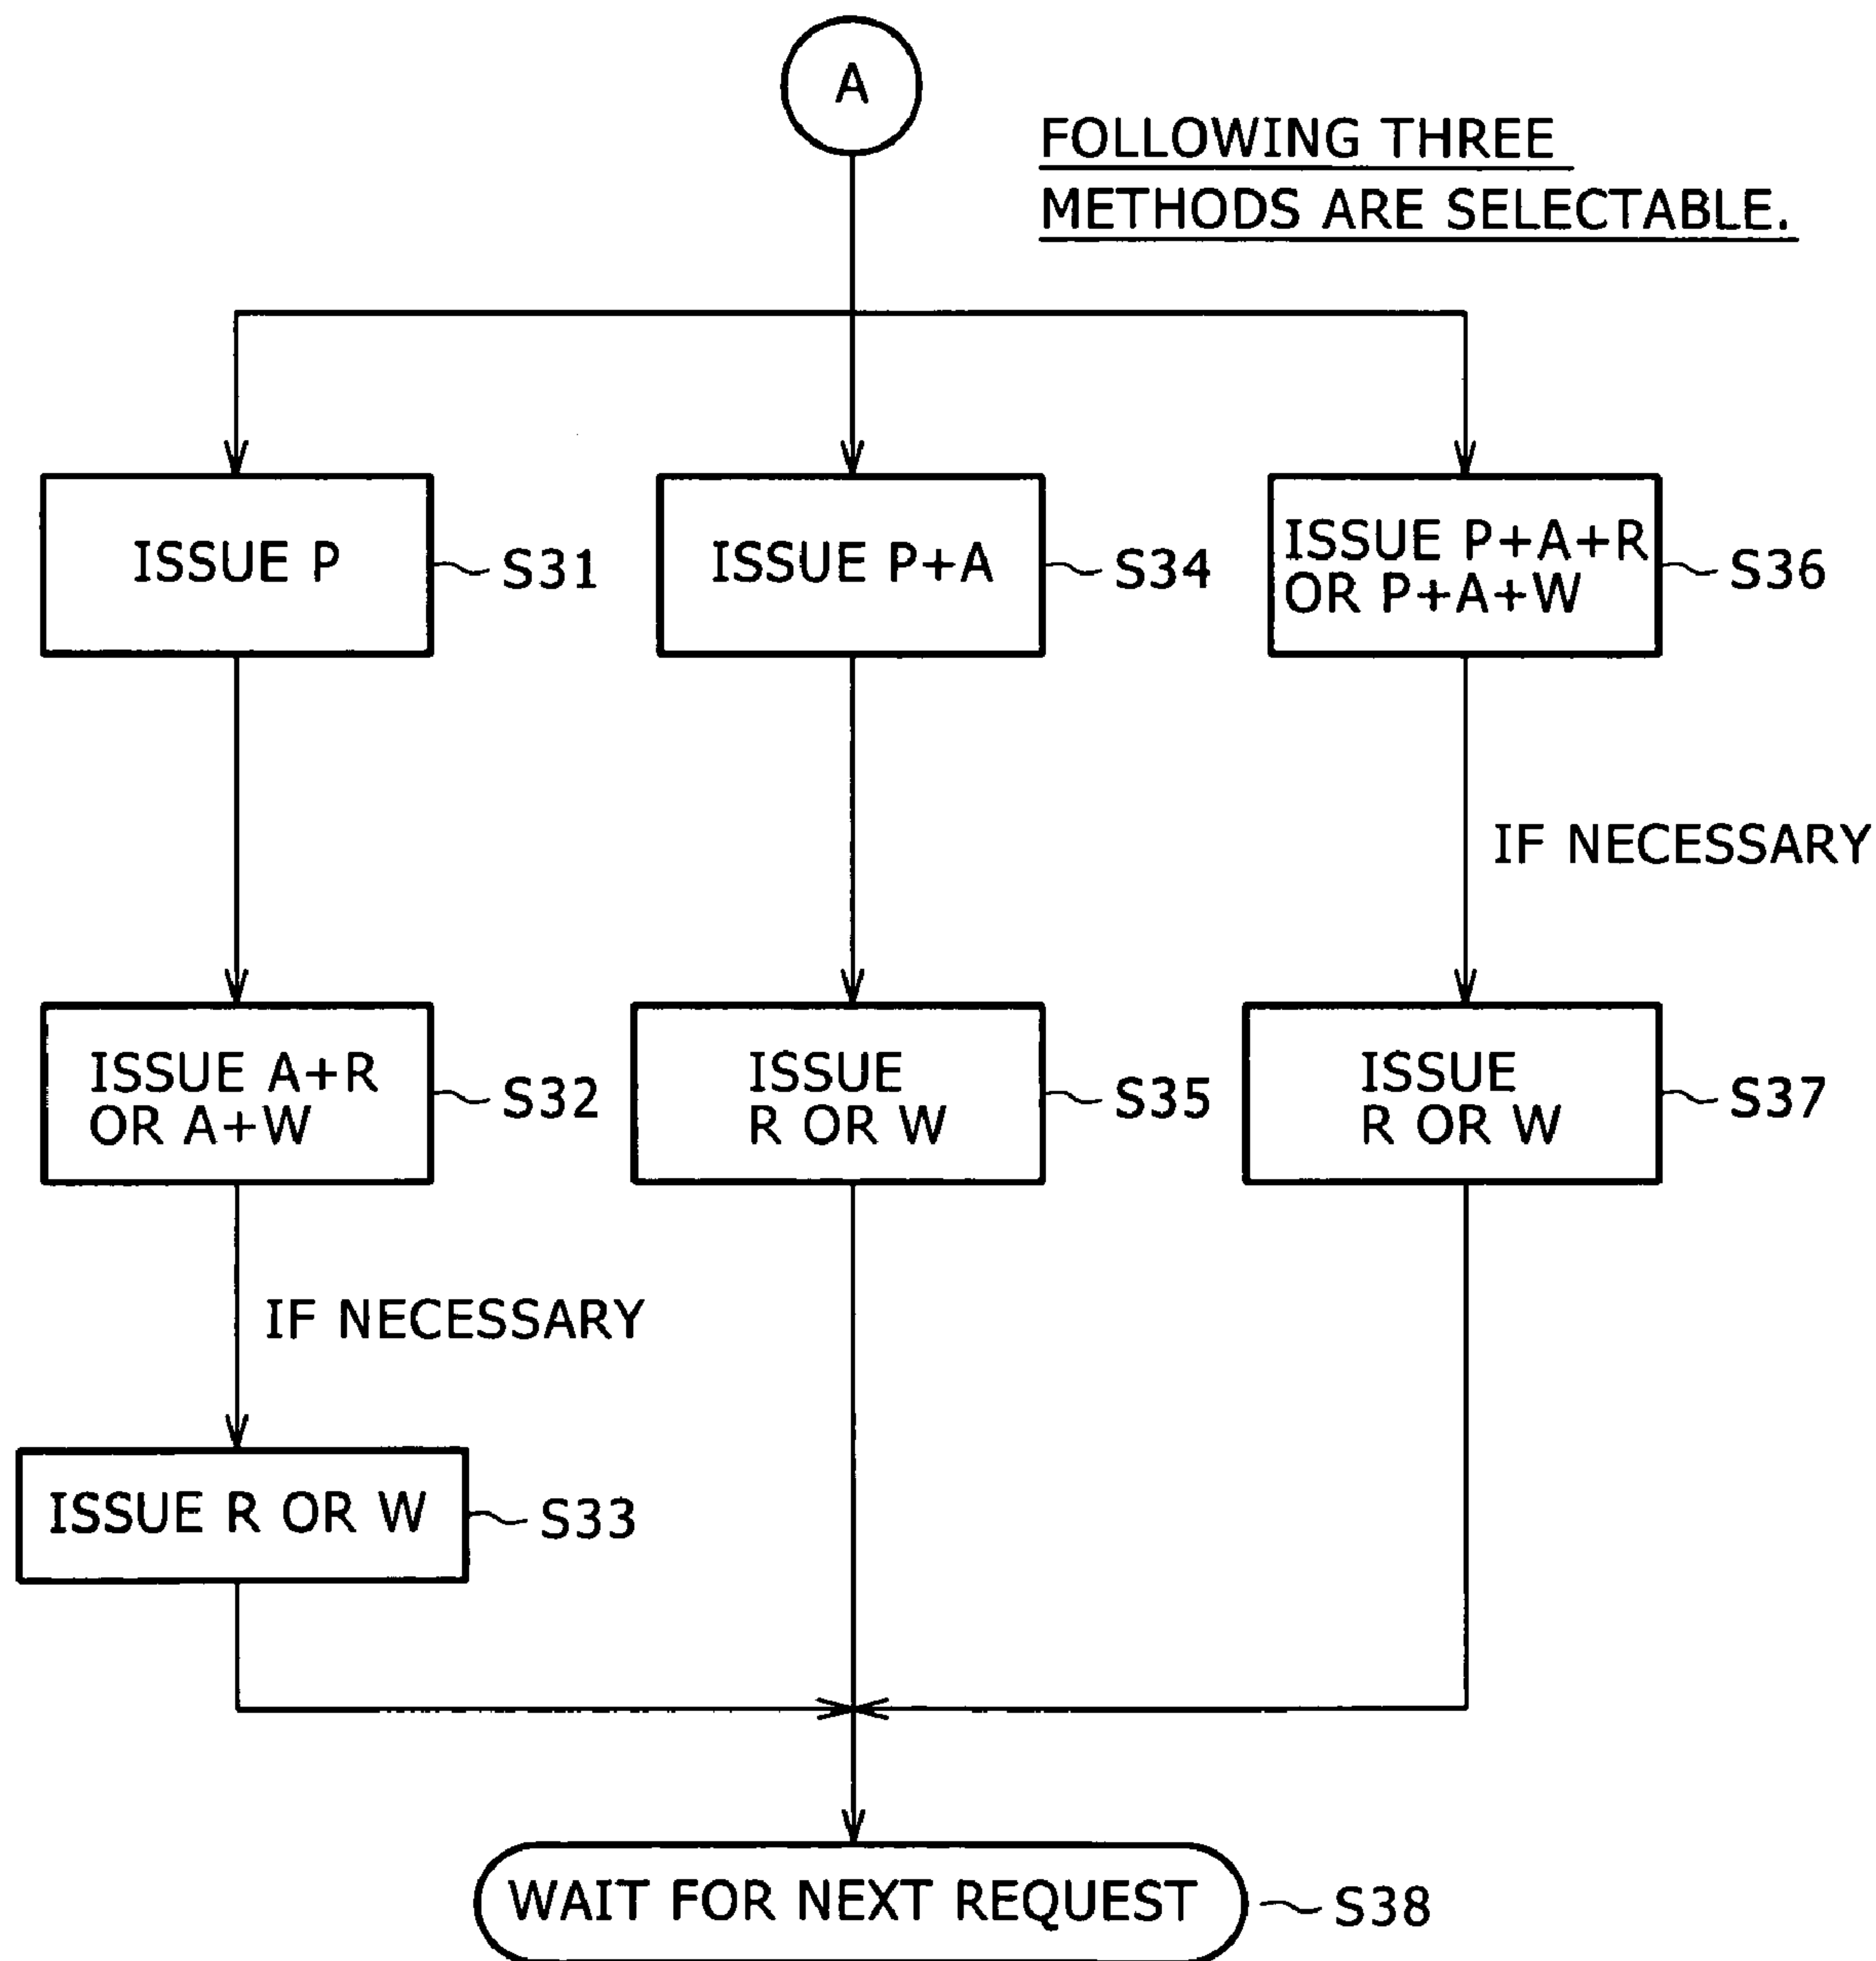 A
FOLLOWING THREE
METHODS ARE SELECTABLE.
ISSUE P
S31
ISSUE P+A
S34
ISSUE P+A+R
OR P+A+W
S36
IF NECESSARY
ISSUE A+R
OR A+W
S32
ISSUE
R OR W
S35
ISSUE
R OR W
S37
IF NECESSARY
ISSUE R OR W
S33
WAIT FOR NEXT REQUEST
S38